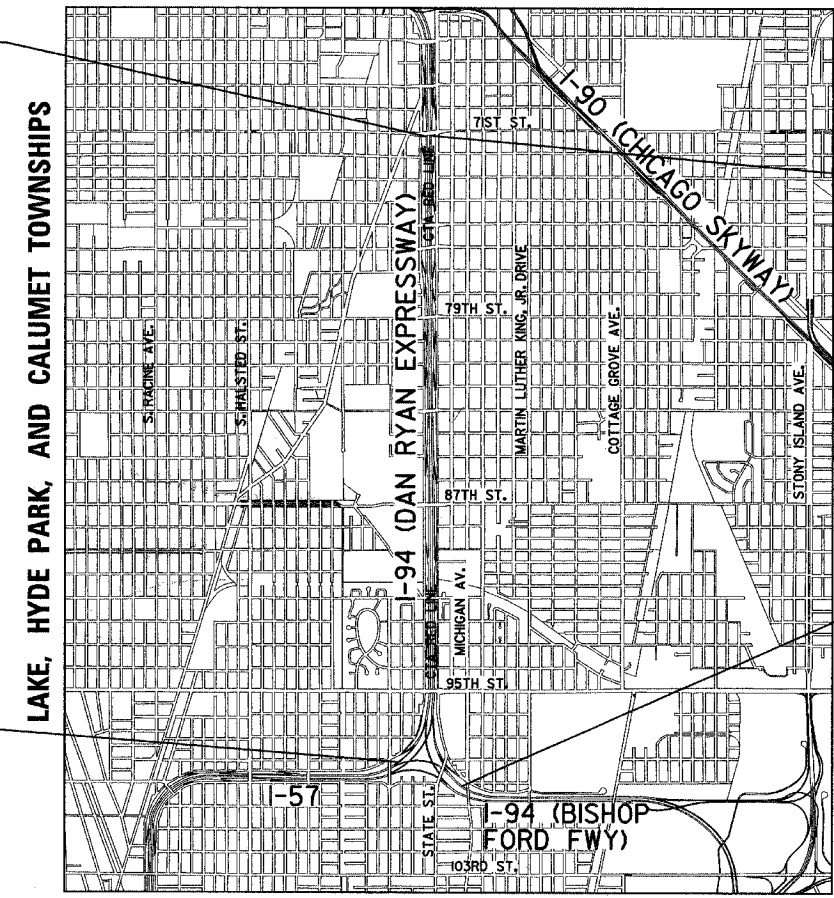 LAKE, HYDE PARK, AND CALUMET TOWNSHIPS
I-90 (CHICAGO SKYWAY)
71ST ST.
CTA RED LINE
I-94 (DAN RYAN EXPRESSWAY)
79TH ST.
MARTIN LUTHER KING, JR. DRIVE
COTTAGE GROVE AVE.
S. RACINE AVE.
S. HALSTED ST.
STONY ISLAND AVE.
87TH ST.
MICHIGAN AV.
CTA RED LINE
95TH ST.
I-57
STATE ST.
I-94 (BISHOP
FORD FWY)
103RD ST.